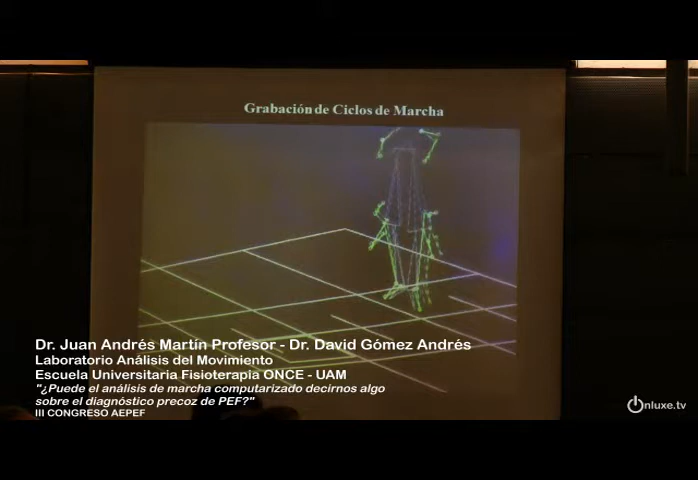 Grabación de Ciclos de Marcha
Dr. Juan Andrés Martín Profesor - Dr. David Gómez Andrés
Laboratorio Análisis del Movimiento
Escuela Universitaria Fisioterapia ONCE - UAM
"¿Puede el análisis de marcha computarizado decirnos algo
sobre el diagnóstico precoz de PEF?"
III CONGRESO AEPEF
Onluxe.tv